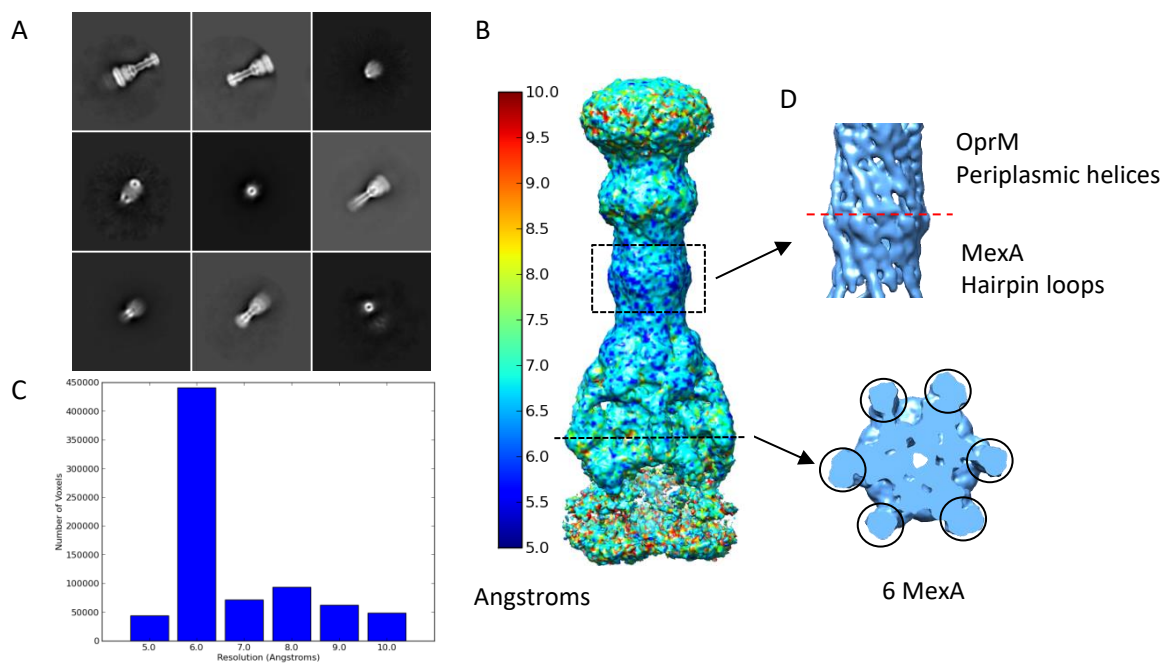 A
B
10.0
9.5
9.0
8.5
8.0
7.5
7.0
6.5
6.0
5.5
5.0
Angstroms
D
OprM
Periplasmic helices
MexA
Hairpin loops
6 MexA
C
450000
400000
350000
300000
250000
200000
150000
100000
50000
0
Number of Voxels
5.0 6.0 7.0 8.0 9.0 10.0
Resolution (Angstroms)